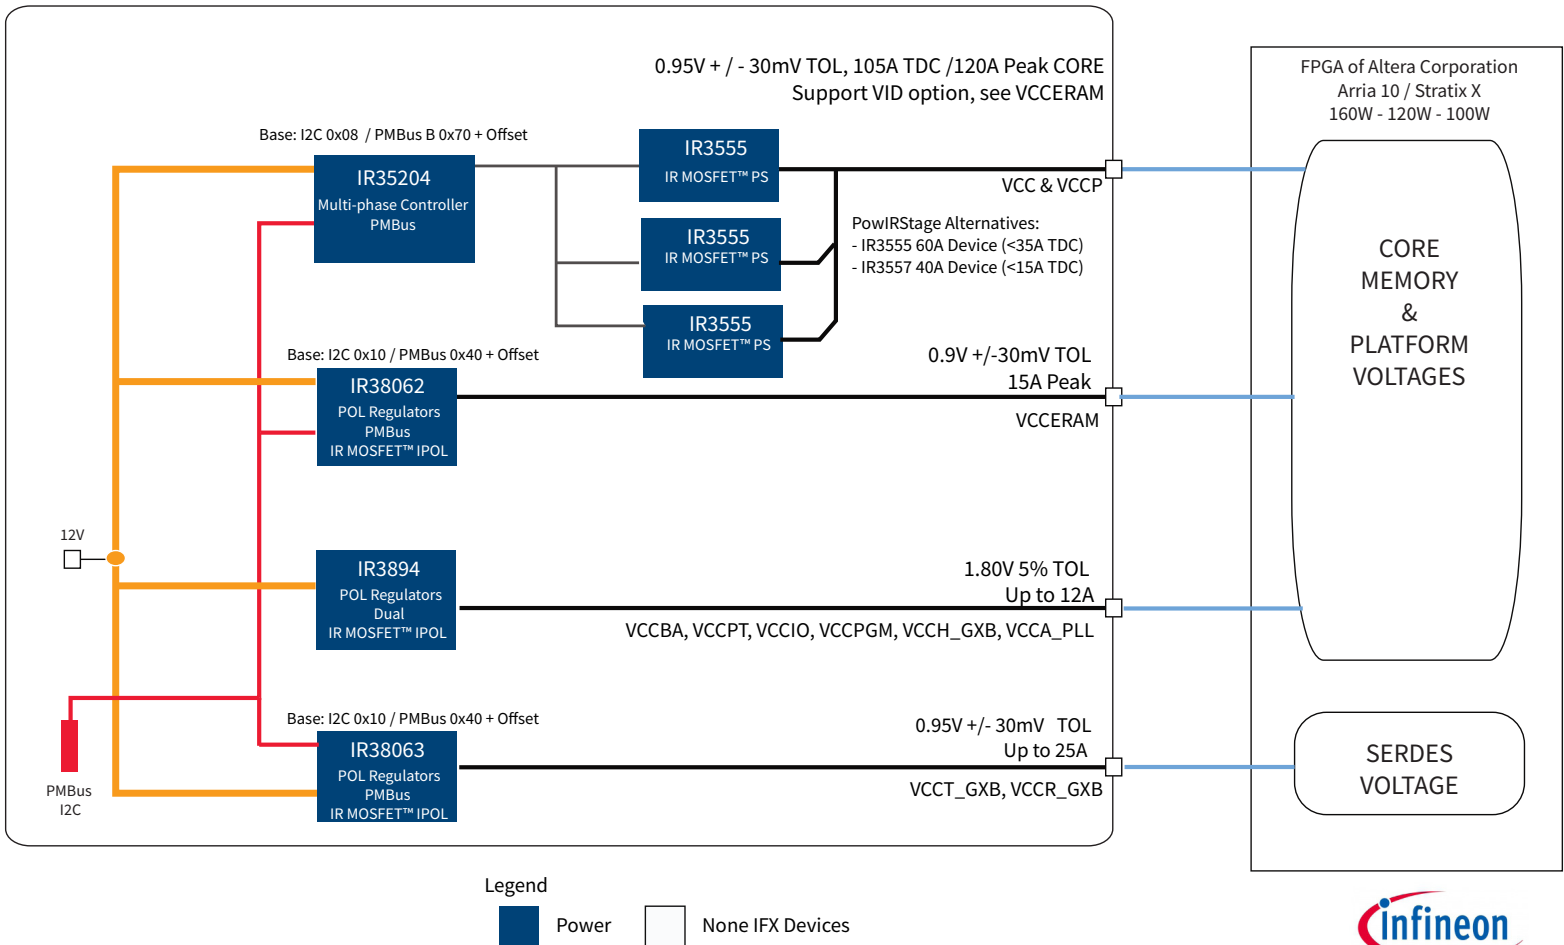 0.95V + / - 30mV TOL, 105A TDC /120A Peak CORE
Support VID option, see VCCERAM
FPGA of Altera Corporation
Arria 10 / Stratix X
160W - 120W - 100W
Base: I2C 0x08 / PMBus B 0x70 + Offset
IR35204
Multi-phase Controller
PMBus
IR3555
IR MOSFET™ PS
IR3555
IR MOSFET™ PS
IR3555
IR MOSFET™ PS
VCC & VCCP
PowIRStage Alternatives:
- IR3555 60A Device (<35A TDC)
- IR3557 40A Device (<15A TDC)
CORE
MEMORY
&
PLATFORM
VOLTAGES
Base: I2C 0x10 / PMBus 0x40 + Offset
IR38062
POL Regulators
PMBus
IR MOSFET™ IPOL
0.9V +/-30mV TOL
15A Peak
VCCERAM
12V
IR3894
POL Regulators
Dual
IR MOSFET™ IPOL
1.80V 5% TOL
Up to 12A
VCCBA, VCCPT, VCCIO, VCCPGM, VCCH_GXB, VCCA_PLL
Base: I2C 0x10 / PMBus 0x40 + Offset
IR38063
POL Regulators
PMBus
IR MOSFET™ IPOL
0.95V +/- 30mV TOL
Up to 25A
VCCT_GXB, VCCR_GXB
SERDES
VOLTAGE
PMBus
I2C
Legend
Power
None IFX Devices
infineon